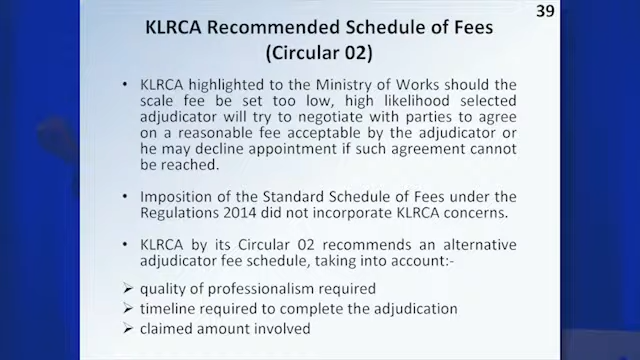 39
KLRCA Recommended Schedule of Fees
(Circular 02)
• KLRCA highlighted to the Ministry of Works should the
scale fee be set too low, high likelihood selected
adjudicator will try to negotiate with parties to agree
on a reasonable fee acceptable by the adjudicator or
he may decline appointment if such agreement cannot
be reached.
• Imposition of the Standard Schedule of Fees under the
Regulations 2014 did not incorporate KLRCA concerns.
• KLRCA by its Circular 02 recommends an alternative
adjudicator fee schedule, taking into account:-
➢ quality of professionalism required
➢ timeline required to complete the adjudication
➢ claimed amount involved